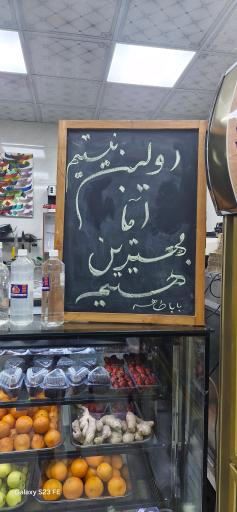 اولین نیستیم
اما
بهترین
هستیم
بابا طاهر
Galaxy S23 FE